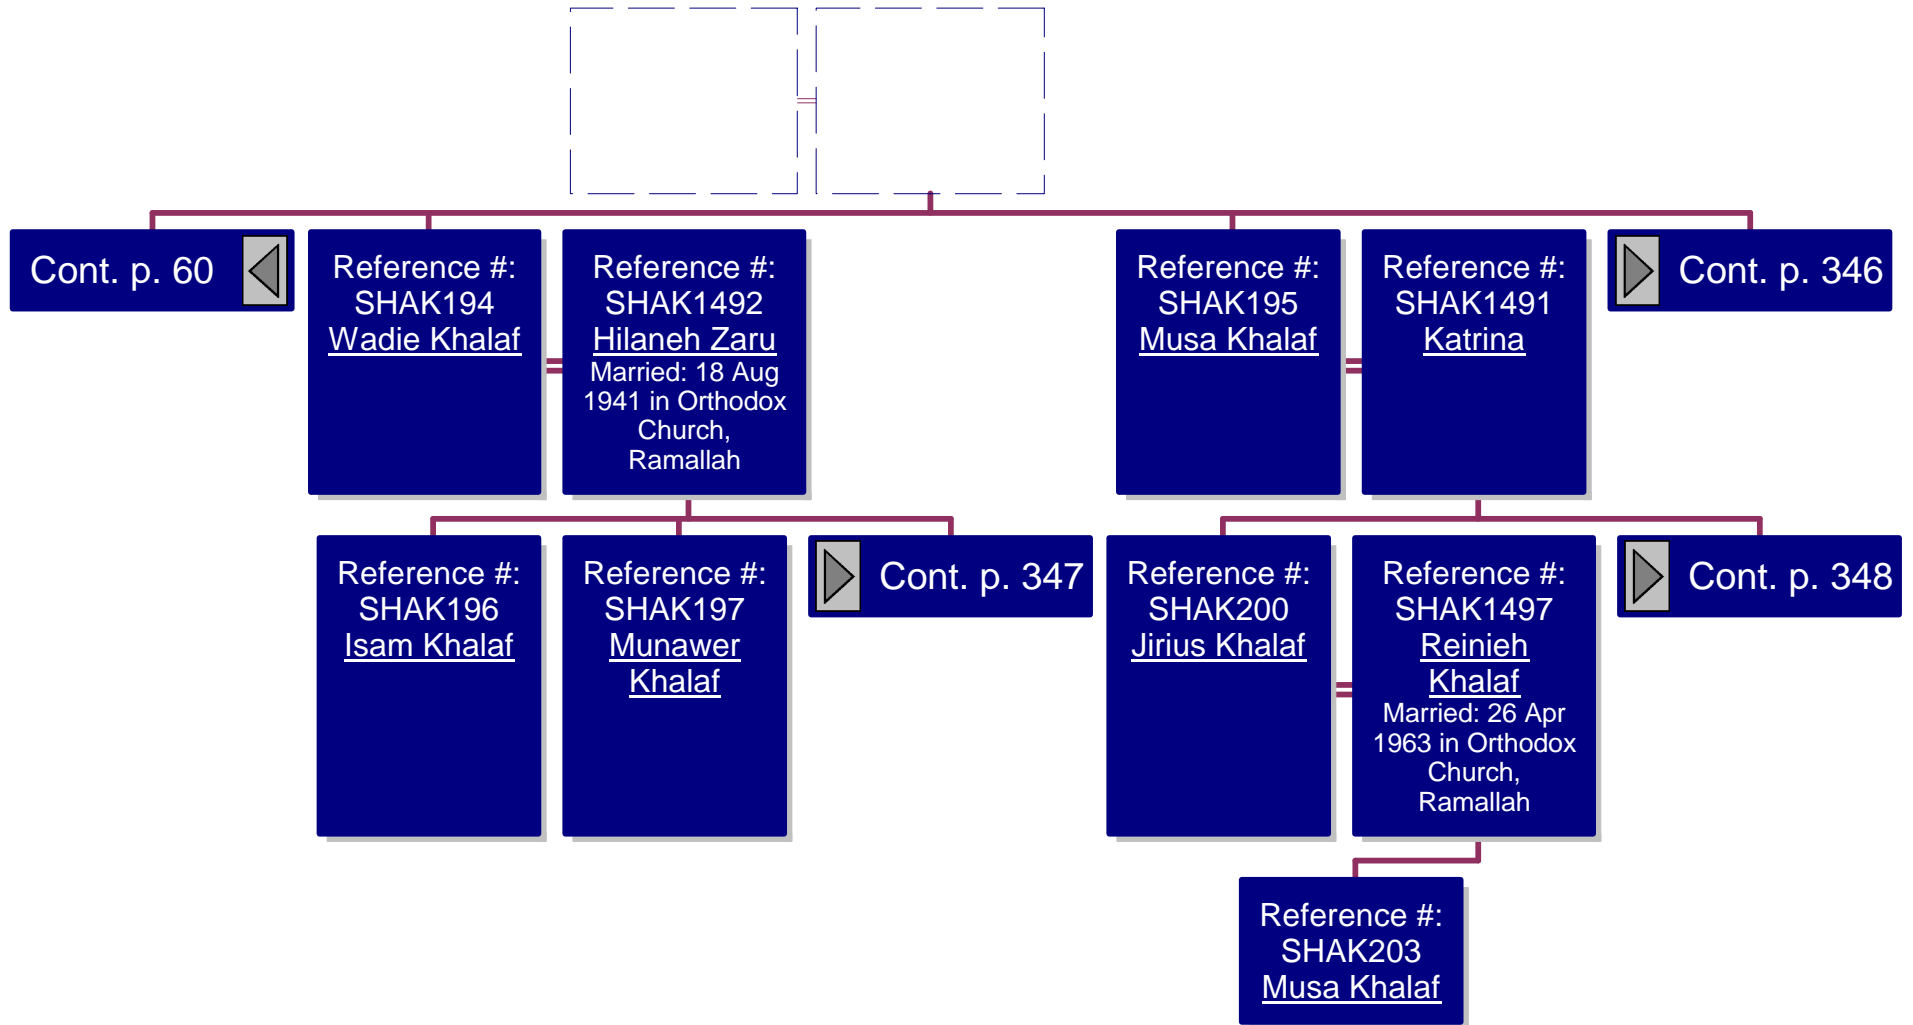 Cont. p. 60
Reference #:
SHAK194
Wadie Khalaf
Reference #:
SHAK1492
Hilaneh Zaru
Married: 18 Aug
1941 in Orthodox
Church,
Ramallah
Reference #:
SHAK195
Musa Khalaf
Reference #:
SHAK1491
Katrina
Cont. p. 346
Reference #:
SHAK196
Isam Khalaf
Reference #:
SHAK197
Munawer
Khalaf
Cont. p. 347
Reference #:
SHAK200
Jirius Khalaf
Reference #:
SHAK1497
Reinieh
Khalaf
Married: 26 Apr
1963 in Orthodox
Church,
Ramallah
Cont. p. 348
Reference #:
SHAK203
Musa Khalaf